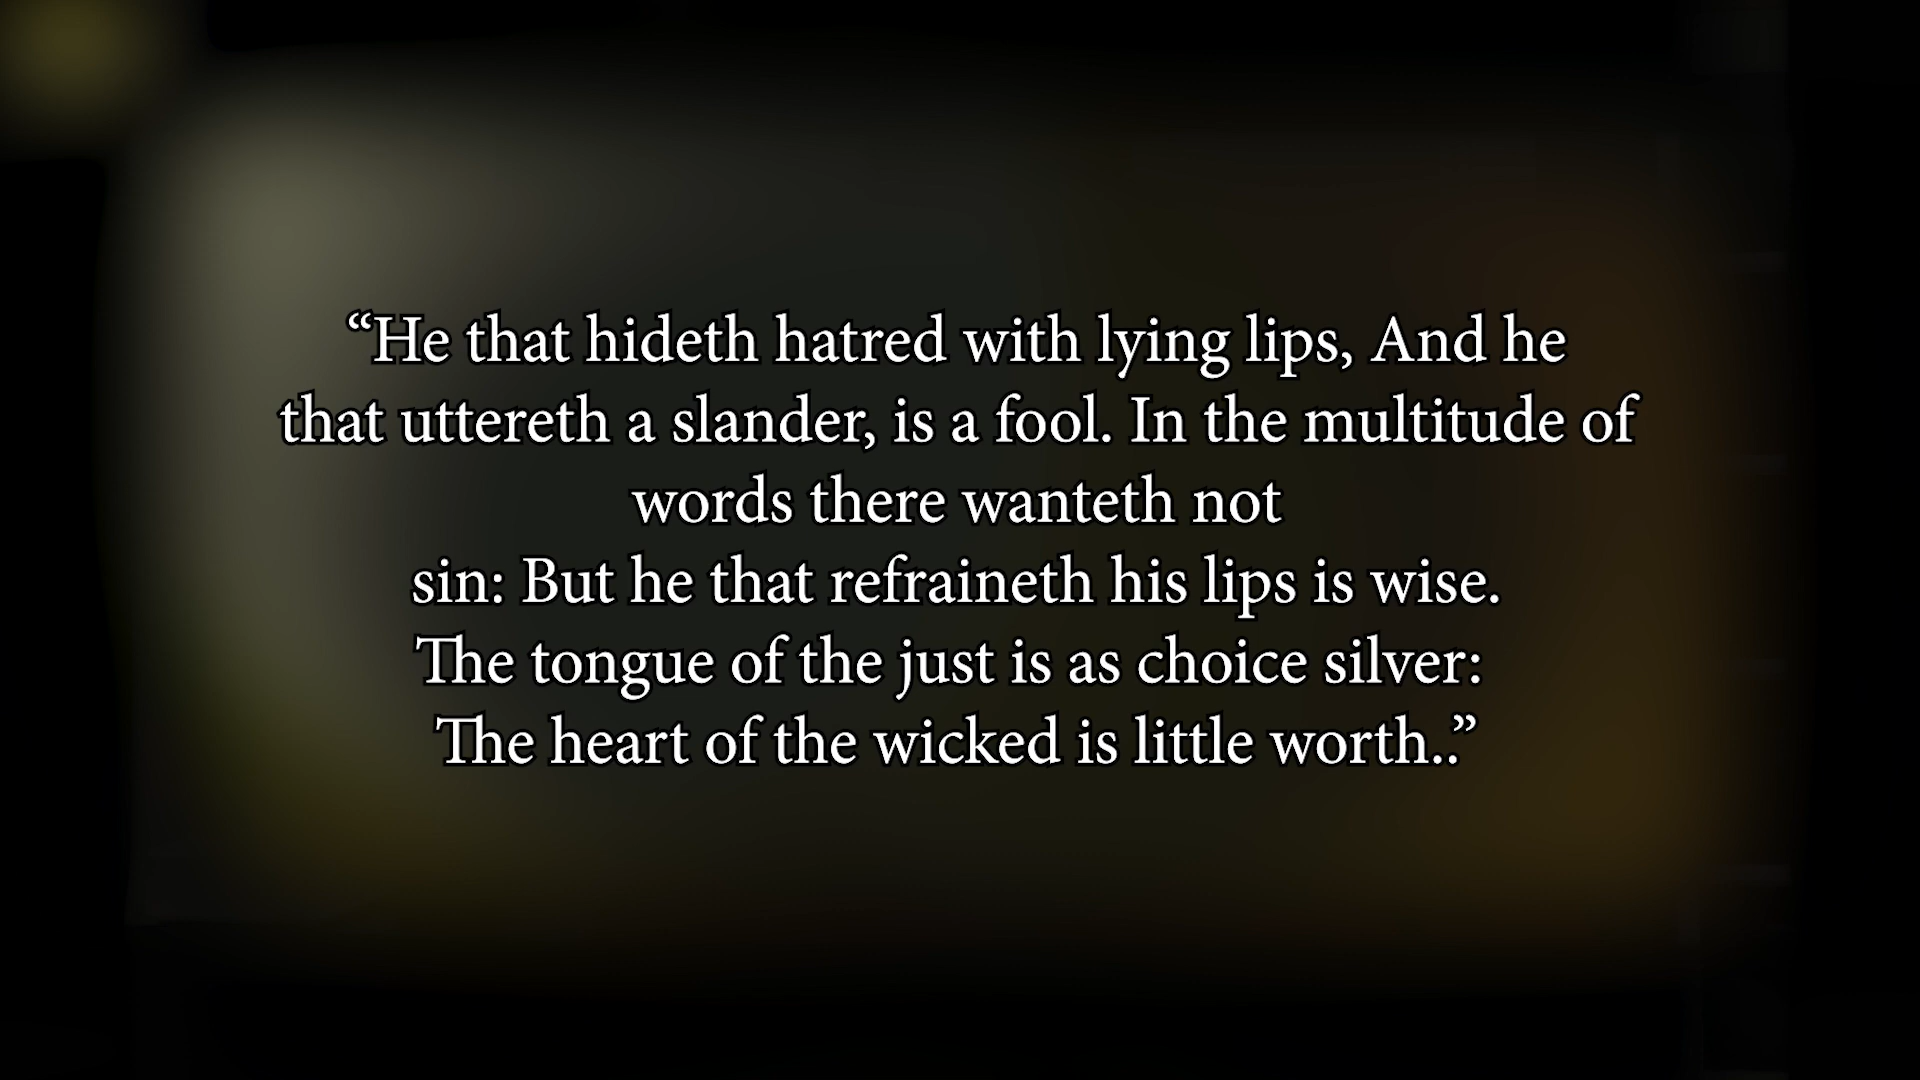 “He that hideth hatred with lying lips, And he
that uttereth a slander, is a fool. In the multitude of
words there wanteth not
sin: But he that refraineth his lips is wise.
The tongue of the just is as choice silver:
The heart of the wicked is little worth..”